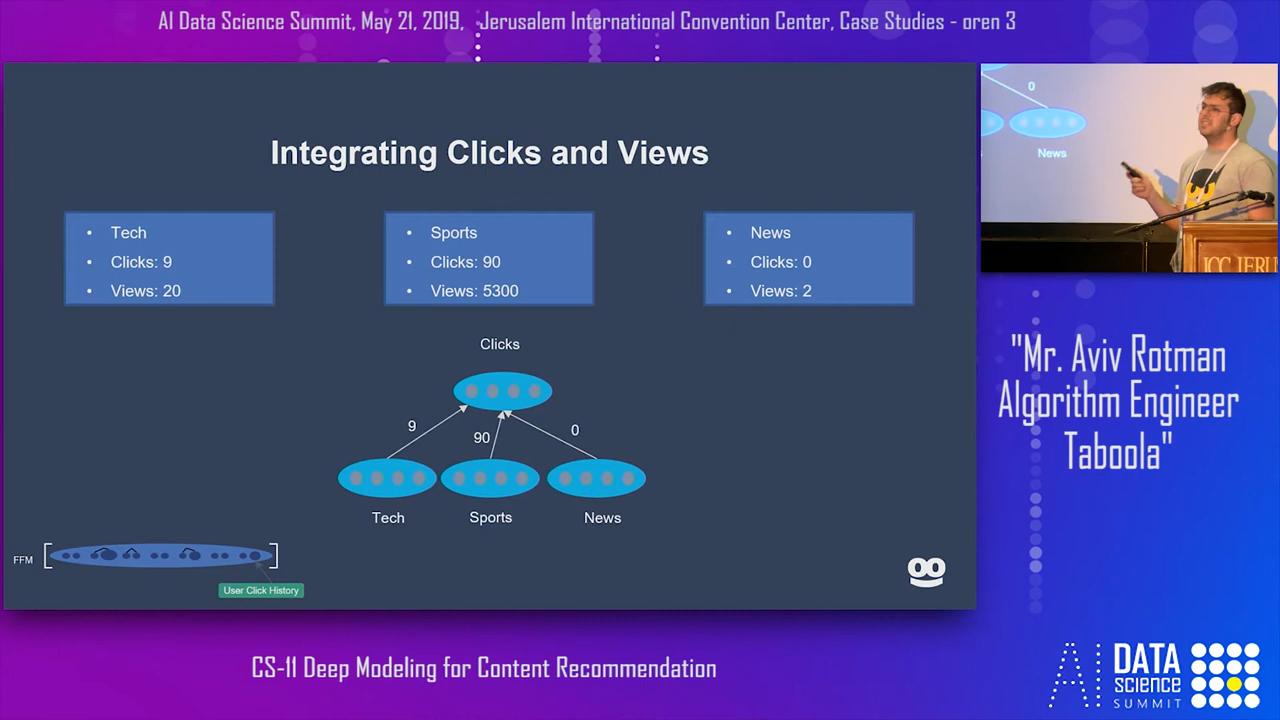 AI Data Science Summit, May 21, 2019, Jerusalem International Convention Center, Case Studies - oren 3
Integrating Clicks and Views
• Tech
• Clicks: 9
• Views: 20
• Sports
• Clicks: 90
• Views: 5300
• News
• Clicks: 0
• Views: 2
Clicks
9
90
0
Tech
Sports
News
FFM
User Click History
0
News
ICC JERUS
"Mr. Aviv Rotman
Algorithm Engineer
Taboola"
CS-11 Deep Modeling for Content Recommendation
AI DATA
SCIENCE
SUMMIT